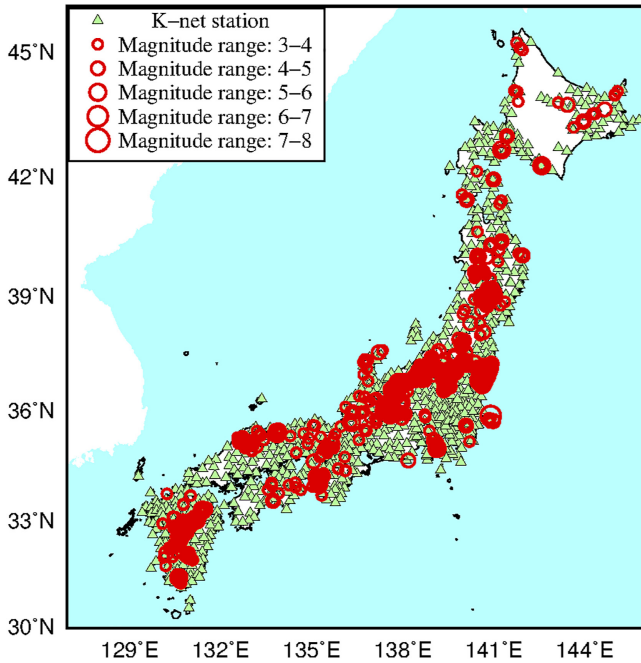 K–net station
Magnitude range: 3–4
Magnitude range: 4–5
Magnitude range: 5–6
Magnitude range: 6–7
Magnitude range: 7–8
45˚N
42˚N
39˚N
36˚N
33˚N
30˚N
129˚E 132˚E 135˚E 138˚E 141˚E 144˚E